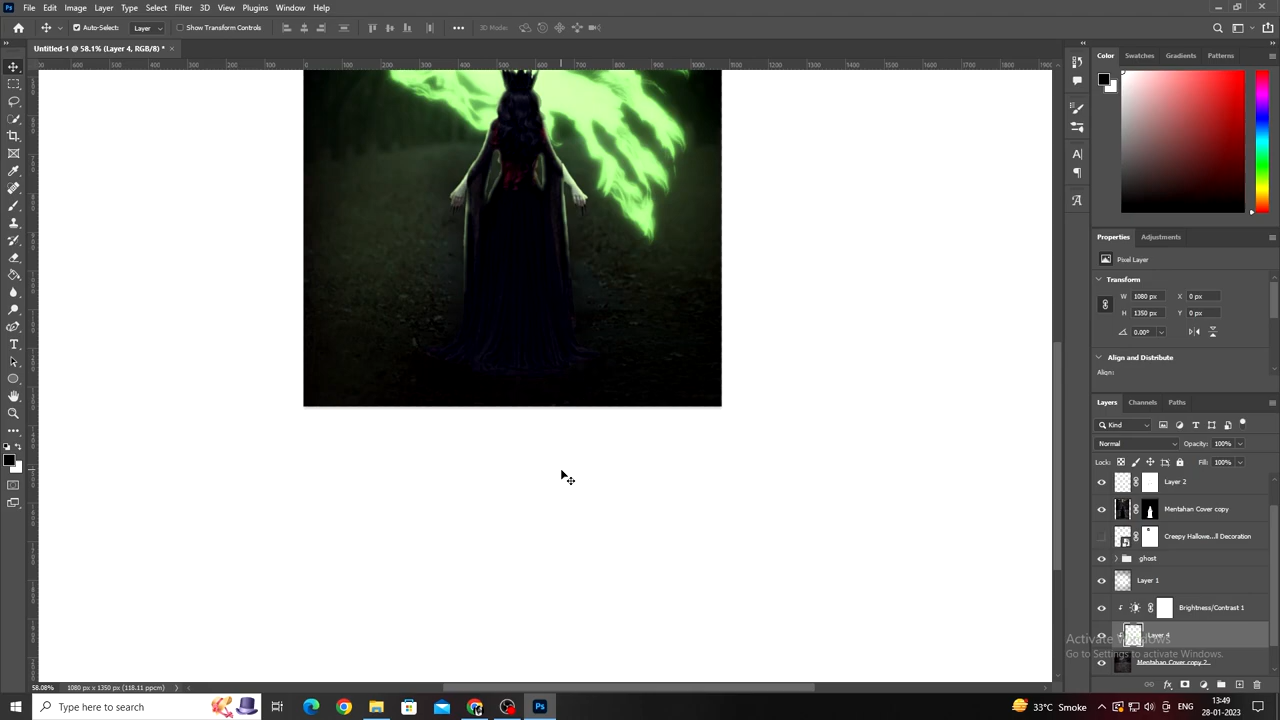 File Edit Image Layer Type Select Filter 3D View Plugins Window Help
Auto-Select: Layer Show Transform Controls 3D Mode:
Untitled-1 @ 58.1% (Layer 4, RGB/8) *
Color Swatches Gradients Patterns
Properties Adjustments
Pixel Layer
Transform
W 1080 px X 0 px
H 1350 px Y 0 px
0.00°
Align and Distribute
Align:
Layers Channels Paths
Kind
Normal Opacity: 100%
Lock: Fill: 100%
Layer 2
Mentahan Cover copy
Creepy Hallowe...ll Decoration
ghost
Layer 1
Brightness/Contrast 1
Layer 4
Activate Windows
Go to Settings to activate Windows.
Mentahan Cover copy 2
58.08% 1080 px x 1350 px (118.11 ppcm)
Type here to search
33°C Smoke
ENG
13:49
28-01-2023